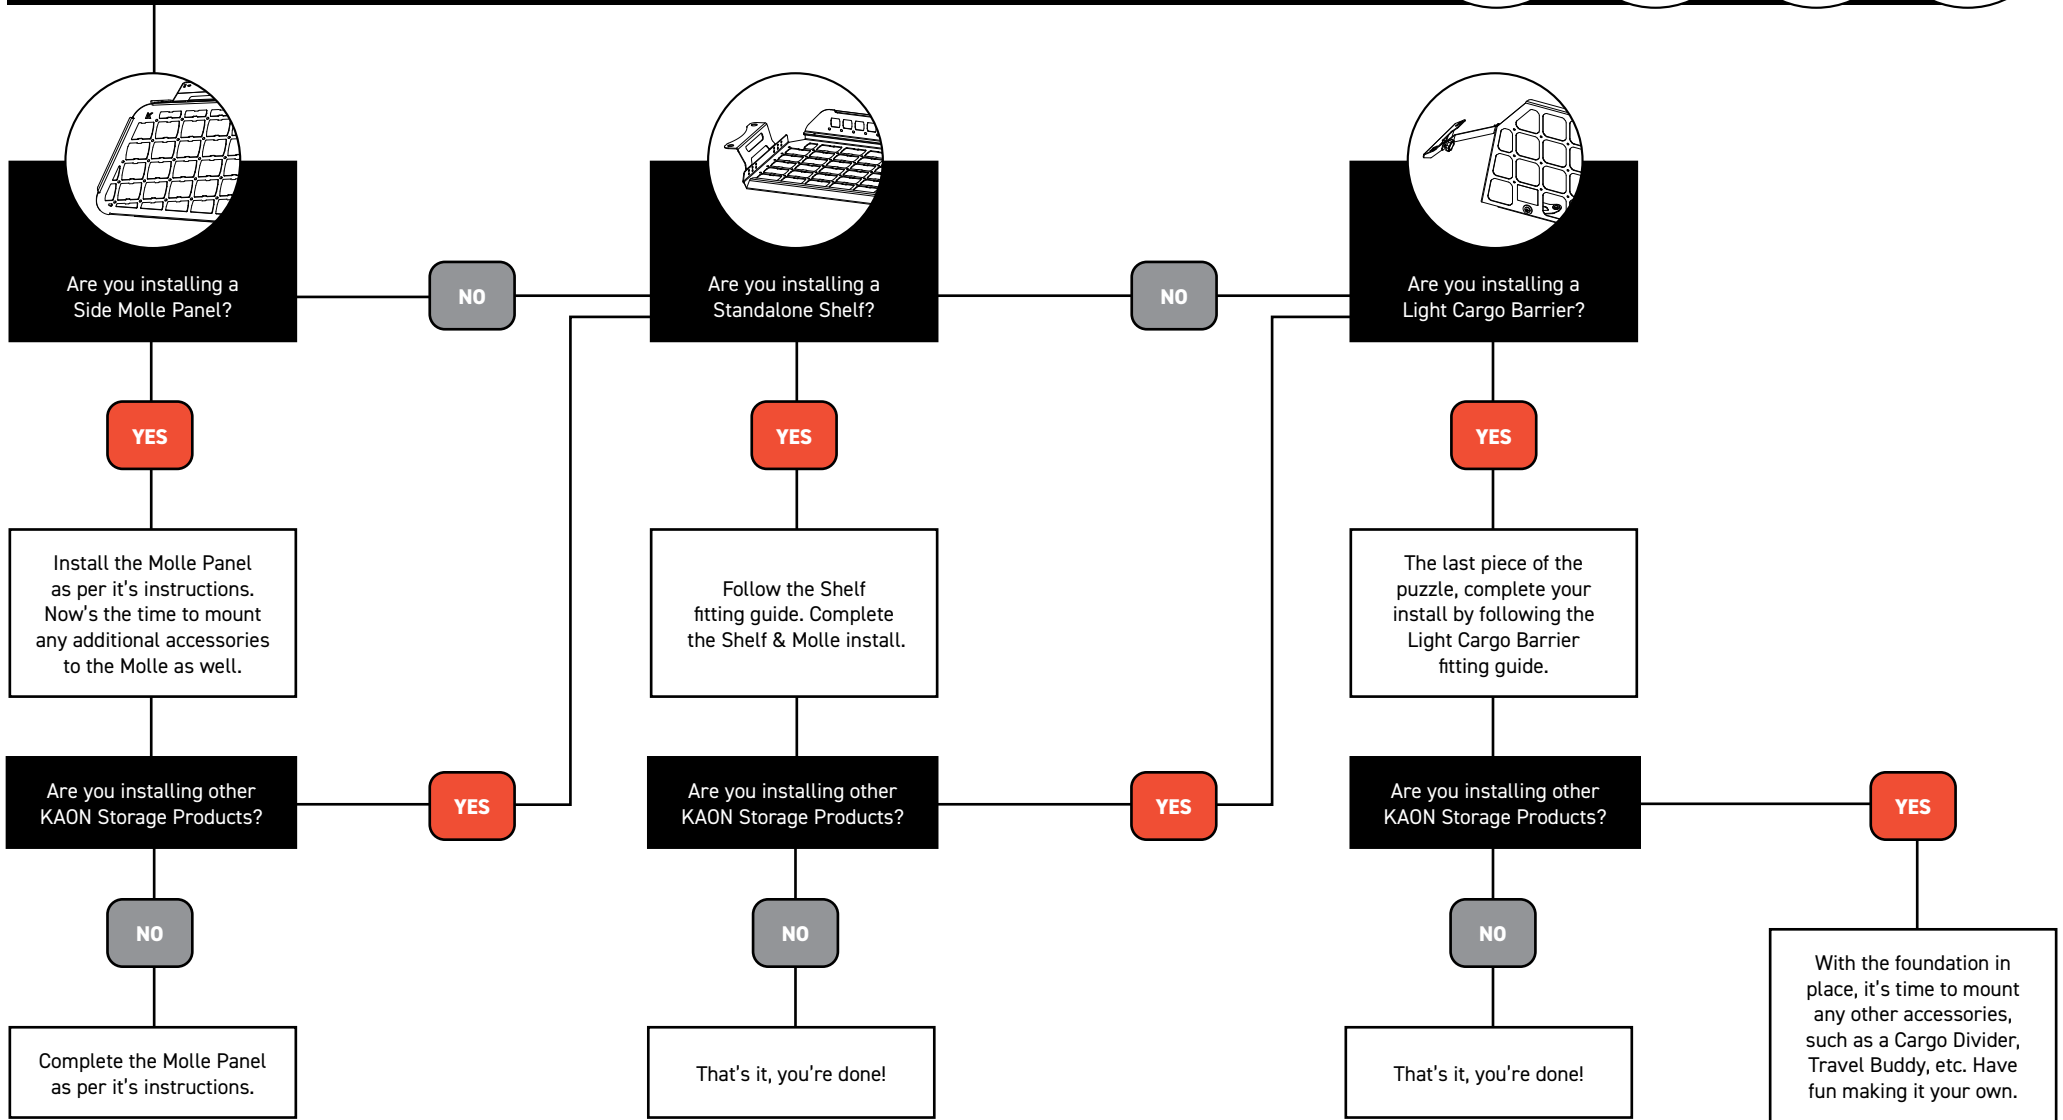 Are you installing a
Side Molle Panel?
NO
Are you installing a
Standalone Shelf?
NO
Are you installing a
Light Cargo Barrier?
YES
YES
YES
Install the Molle Panel
as per it's instructions.
Now's the time to mount
any additional accessories
to the Molle as well.
Follow the Shelf
fitting guide. Complete
the Shelf & Molle install.
The last piece of the
puzzle, complete your
install by following the
Light Cargo Barrier
fitting guide.
Are you installing other
KAON Storage Products?
YES
Are you installing other
KAON Storage Products?
YES
Are you installing other
KAON Storage Products?
YES
NO
NO
NO
Complete the Molle Panel
as per it's instructions.
That's it, you're done!
That's it, you're done!
With the foundation in
place, it's time to mount
any other accessories,
such as a Cargo Divider,
Travel Buddy, etc. Have
fun making it your own.